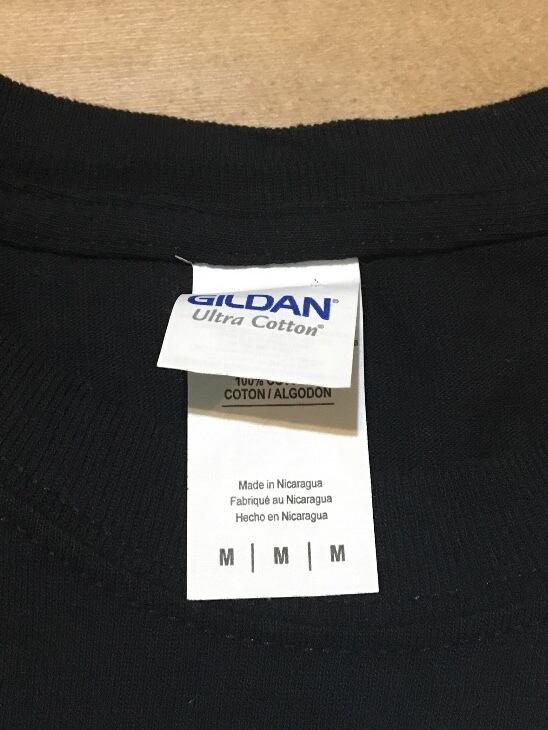 GILDAN®
Ultra Cotton®
100%
COTON / ALGODON
Made in Nicaragua
Fabriqué au Nicaragua
Hecho en Nicaragua
M | M | M